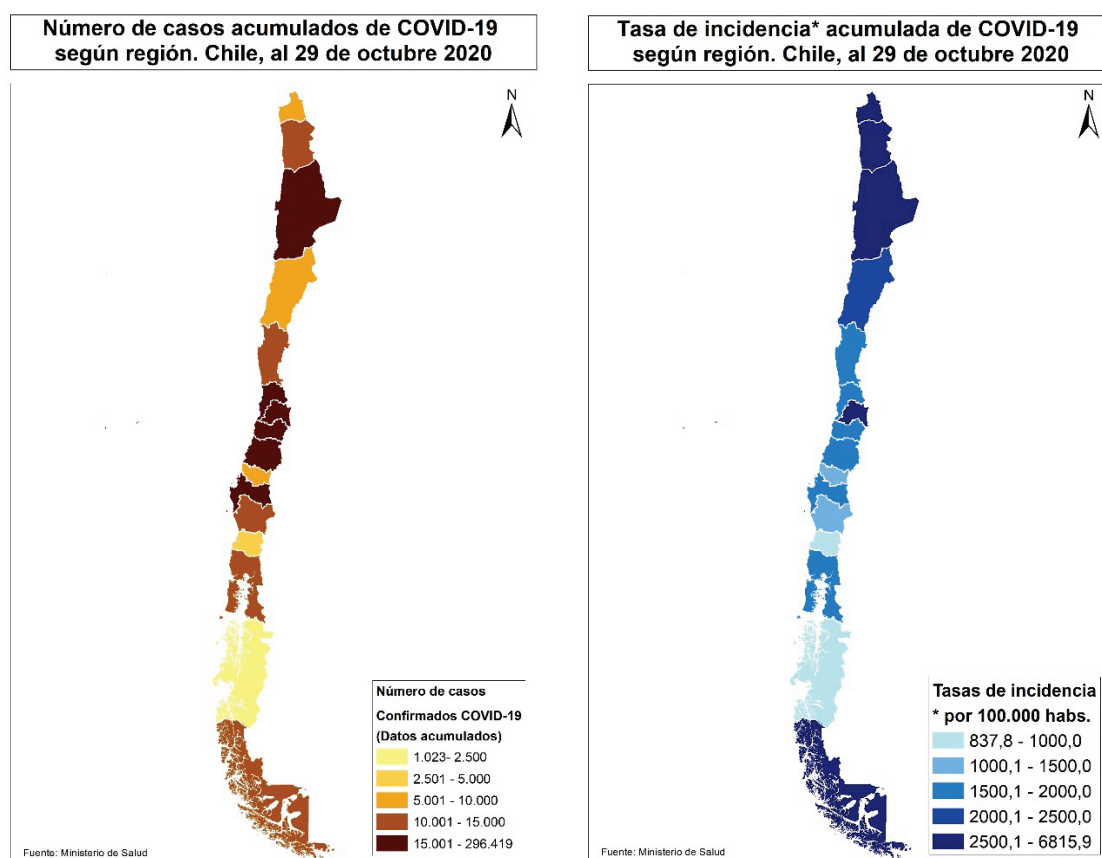 Número de casos acumulados de COVID-19
según región. Chile, al 29 de octubre 2020
N
Número de casos
Confirmados COVID-19
(Datos acumulados)
1.023- 2.500
2.501 - 5.000
5.001 - 10.000
10.001 - 15.000
15.001 - 296.419
Fuente: Ministerio de Salud
Tasa de incidencia* acumulada de COVID-19
según región. Chile, al 29 de octubre 2020
N
Tasas de incidencia
* por 100.000 habs.
837,8 - 1000,0
1000,1 - 1500,0
1500,1 - 2000,0
2000,1 - 2500,0
2500,1 - 6815,9
Fuente: Ministerio de Salud